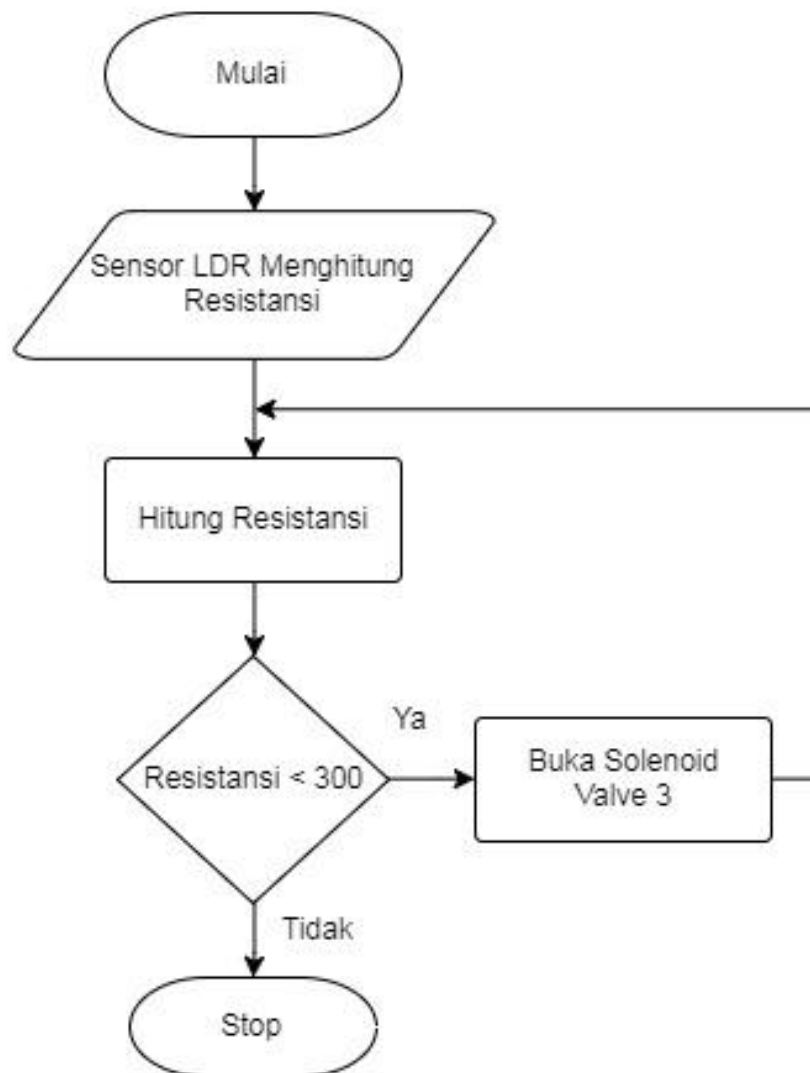 Mulai
Sensor LDR Menghitung
Resistansi
Hitung Resistansi
Resistansi < 300
Ya
Buka Solenoid
Valve 3
Tidak
Stop